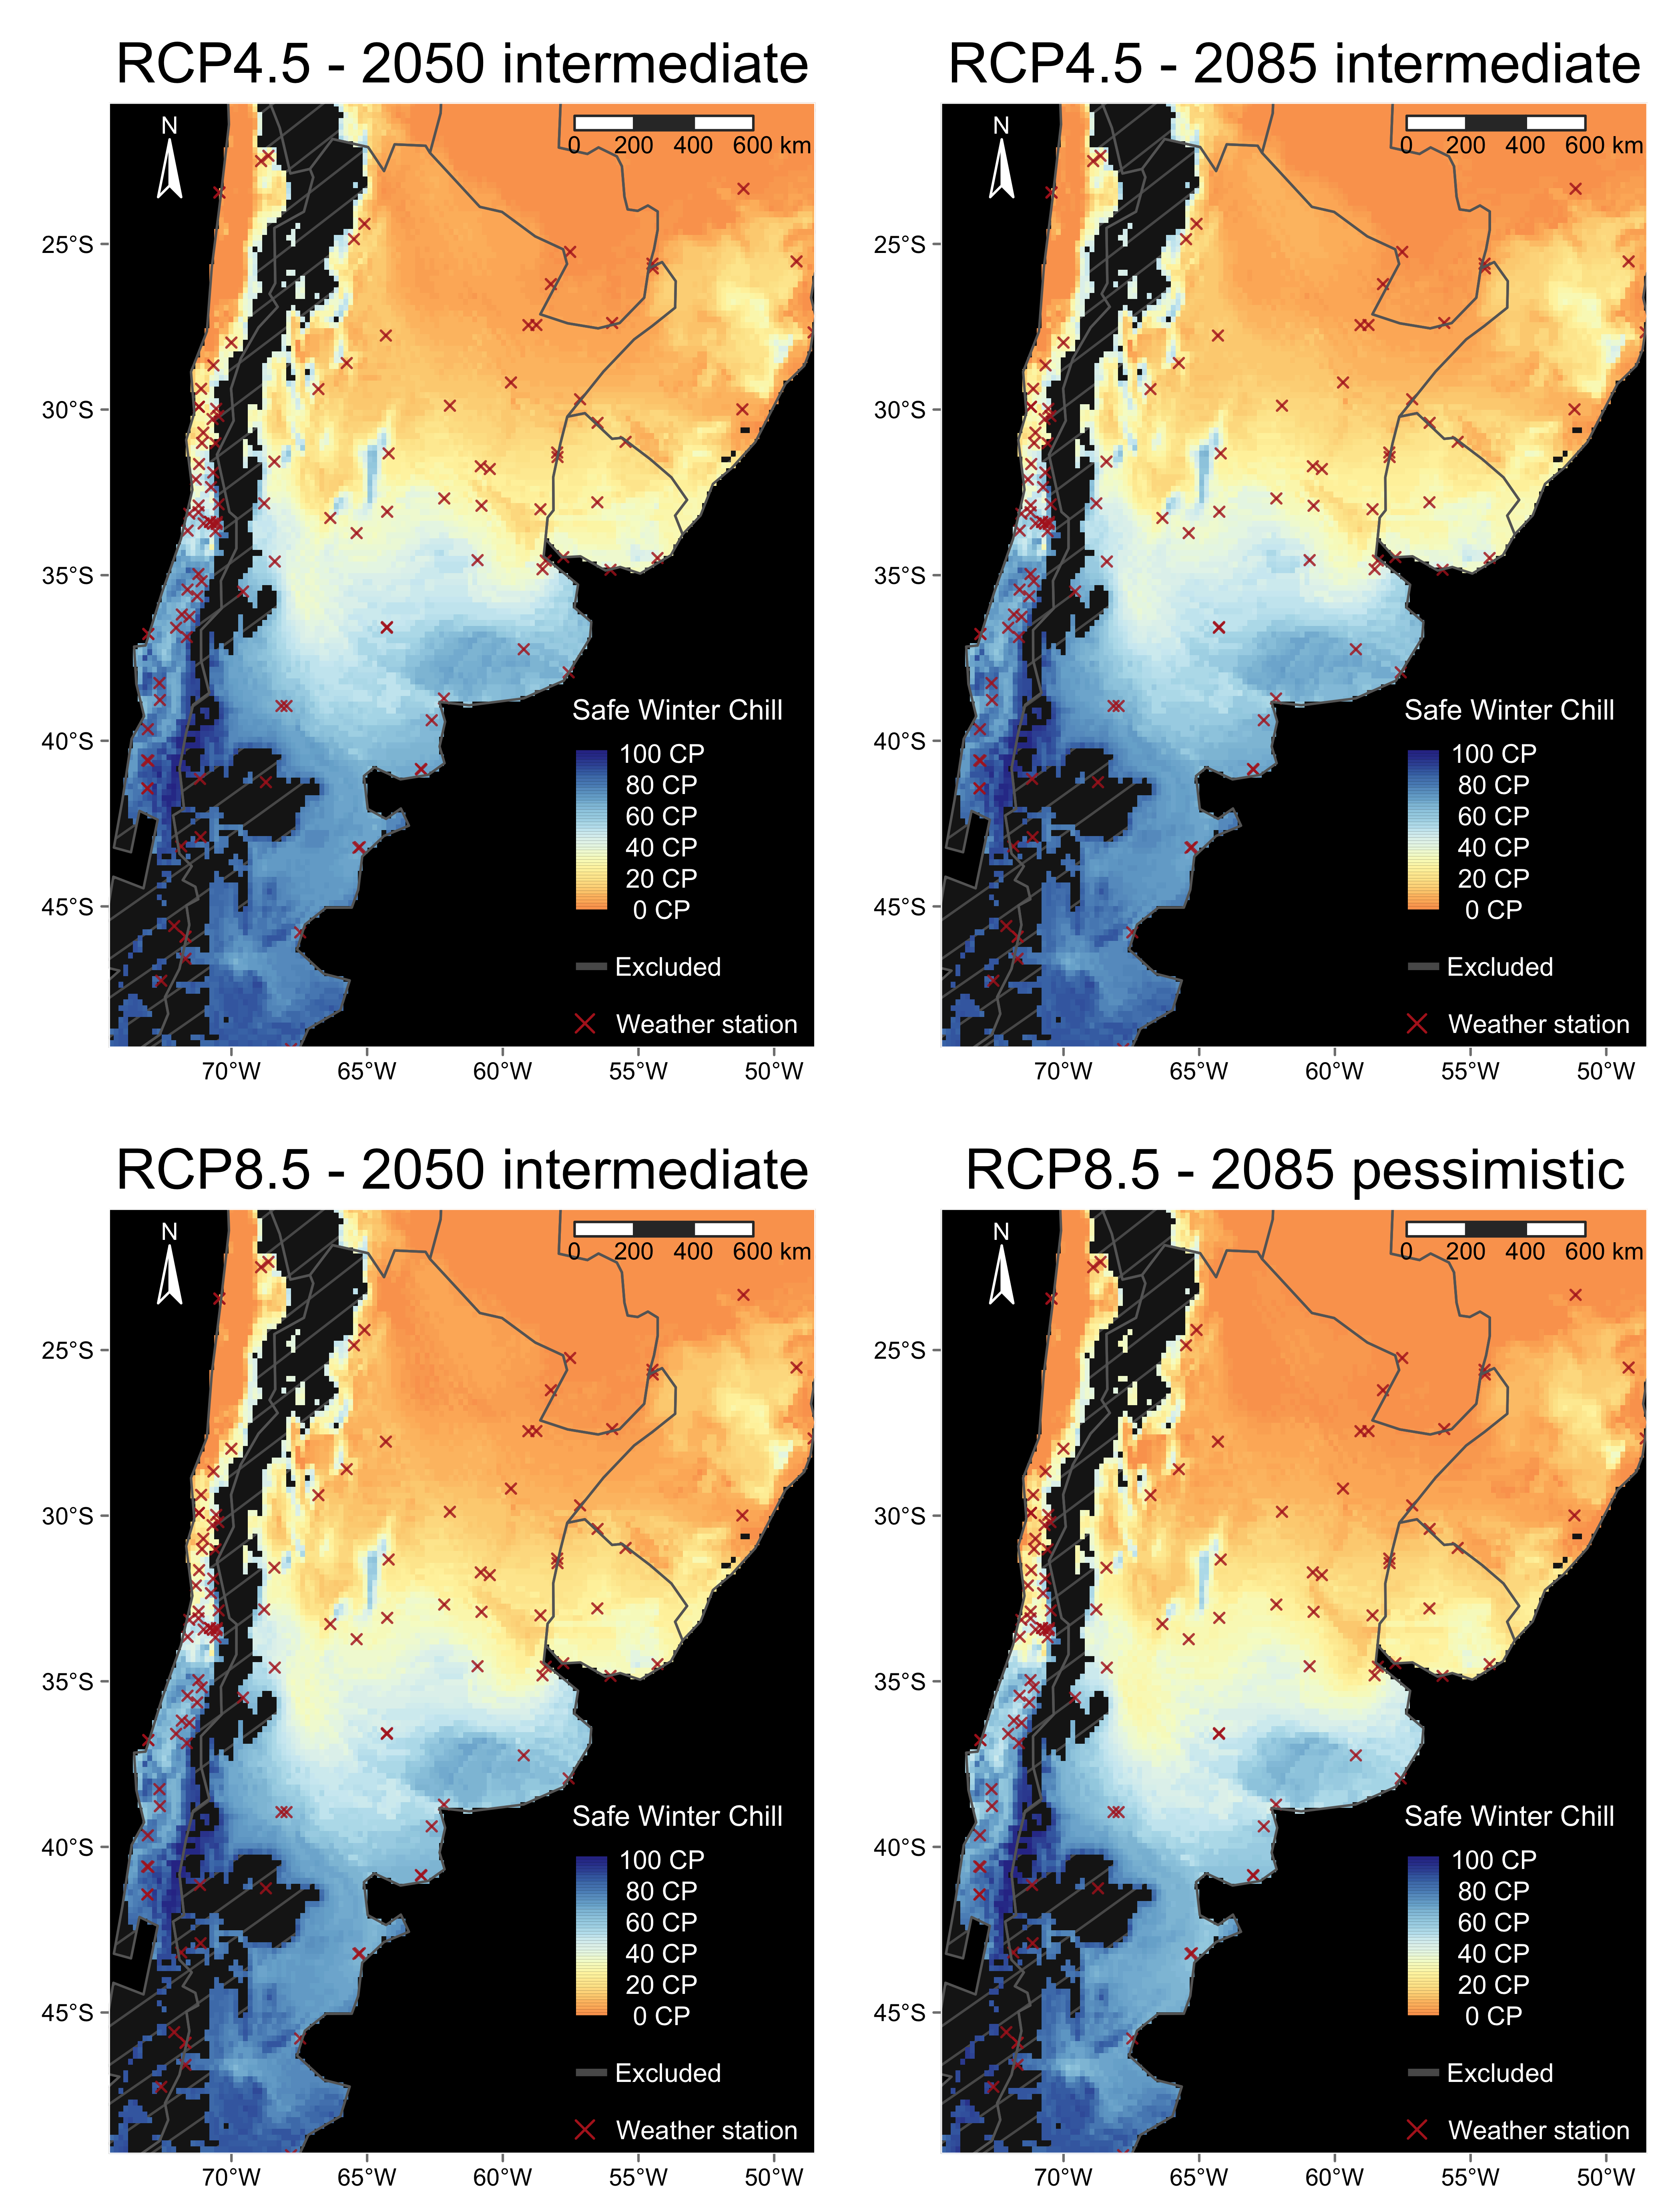 RCP4.5 - 2050 intermediate
N
0 200 400 600 km
25°S
30°S
35°S
40°S
45°S
Safe Winter Chill
100 CP
80 CP
60 CP
40 CP
20 CP
0 CP
Excluded
Weather station
70°W 65°W 60°W 55°W 50°W
RCP4.5 - 2085 intermediate
N
0 200 400 600 km
25°S
30°S
35°S
40°S
45°S
Safe Winter Chill
100 CP
80 CP
60 CP
40 CP
20 CP
0 CP
Excluded
Weather station
70°W 65°W 60°W 55°W 50°W
RCP8.5 - 2050 intermediate
N
0 200 400 600 km
25°S
30°S
35°S
40°S
45°S
Safe Winter Chill
100 CP
80 CP
60 CP
40 CP
20 CP
0 CP
Excluded
Weather station
70°W 65°W 60°W 55°W 50°W
RCP8.5 - 2085 pessimistic
N
0 200 400 600 km
25°S
30°S
35°S
40°S
45°S
Safe Winter Chill
100 CP
80 CP
60 CP
40 CP
20 CP
0 CP
Excluded
Weather station
70°W 65°W 60°W 55°W 50°W